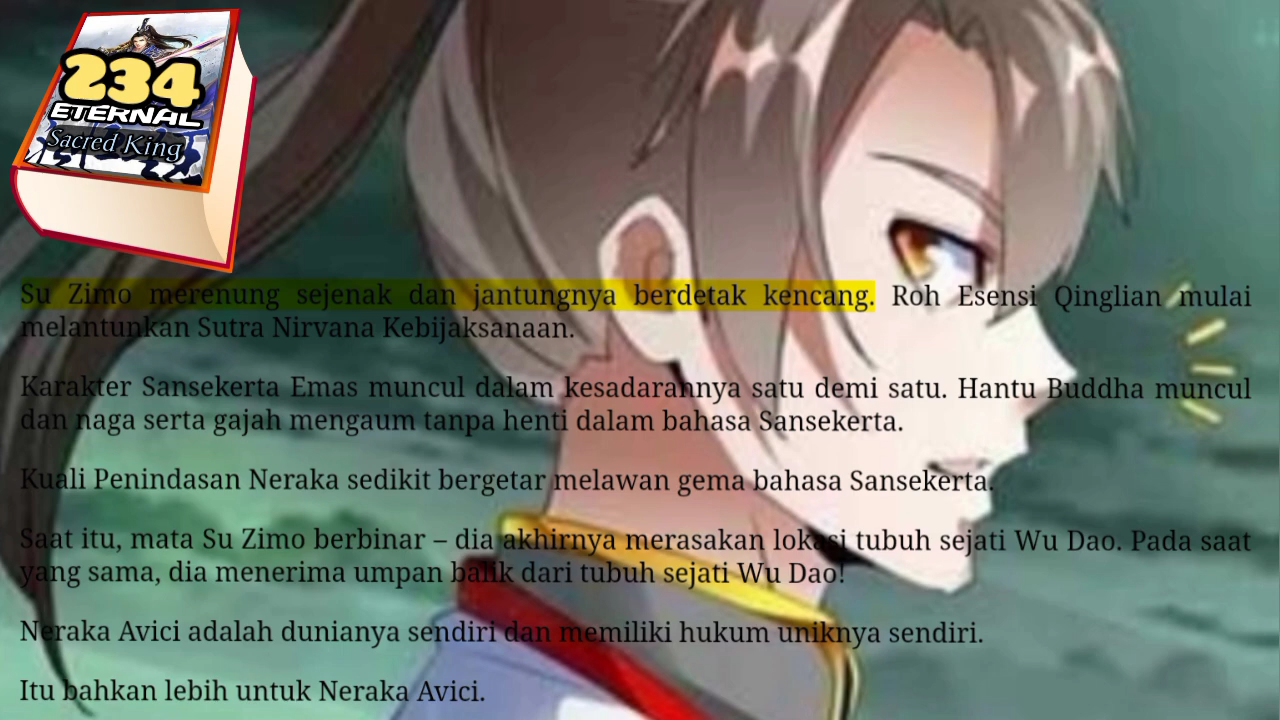 234
ETERNAL
Sacred King
Su Zimo merenung sejenak dan jantungnya berdetak kencang. Roh Esensi Qinglian mulai
melantunkan Sutra Nirvana Kebijaksanaan.
Karakter Sansekerta Emas muncul dalam kesadarannya satu demi satu. Hantu Buddha muncul
dan naga serta gajah mengaum tanpa henti dalam bahasa Sansekerta.
Kuali Penindasan Neraka sedikit bergetar melawan gema bahasa Sansekerta.
Saat itu, mata Su Zimo berbinar – dia akhirnya merasakan lokasi tubuh sejati Wu Dao. Pada saat
yang sama, dia menerima umpan balik dari tubuh sejati Wu Dao!
Neraka Avici adalah dunianya sendiri dan memiliki hukum uniknya sendiri.
Itu bahkan lebih untuk Neraka Avici.